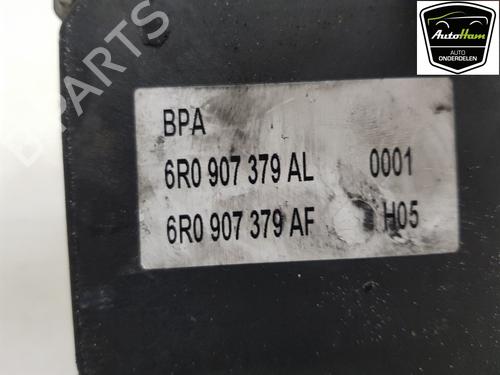 AutoHam
AUTO
ONDERDELEN
B-PARTS
BPA
6R0 907 379 AL 0001
6R0 907 379 AF H05